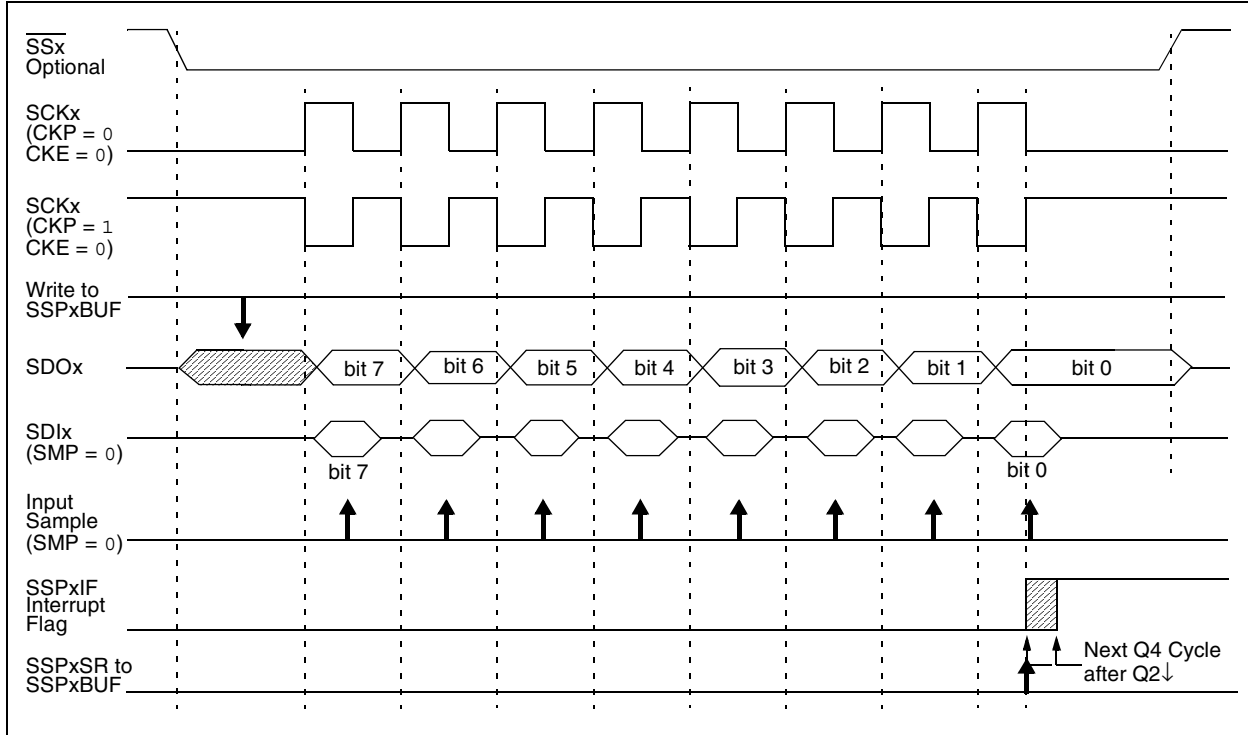 SSx
Optional
SCKx
(CKP = 0
CKE = 0)
SCKx
(CKP = 1
CKE = 0)
Write to
SSPxBUF
SDOx
bit 7
bit 6
bit 5
bit 4
bit 3
bit 2
bit 1
bit 0
SDIx
(SMP = 0)
bit 7
bit 0
Input
Sample
(SMP = 0)
SSPxIF
Interrupt
Flag
SSPxSR to
SSPxBUF
Next Q4 Cycle
after Q2↓